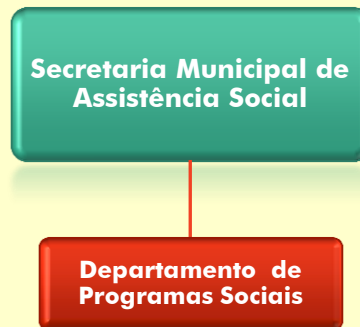 Secretaria Municipal de
Assistência Social
Departamento de
Programas Sociais